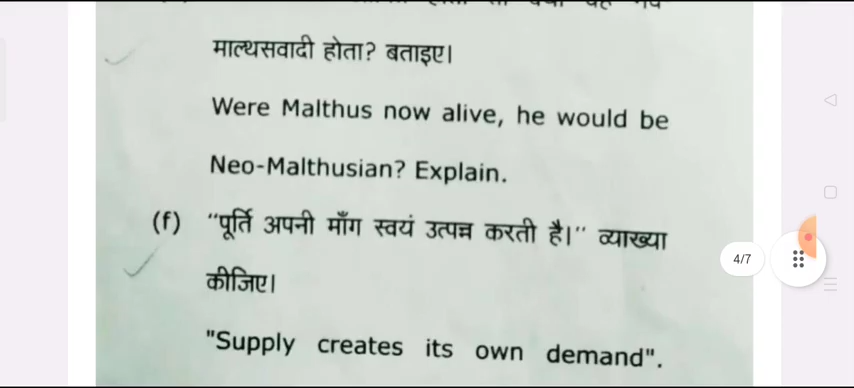 माल्थसवादी होता? बताइए।
Were Malthus now alive, he would be
Neo-Malthusian? Explain.
(f) "पूर्ति अपनी माँग स्वयं उत्पन्न करती है।" व्याख्या
कीजिए।
4/7
"Supply creates its own demand".